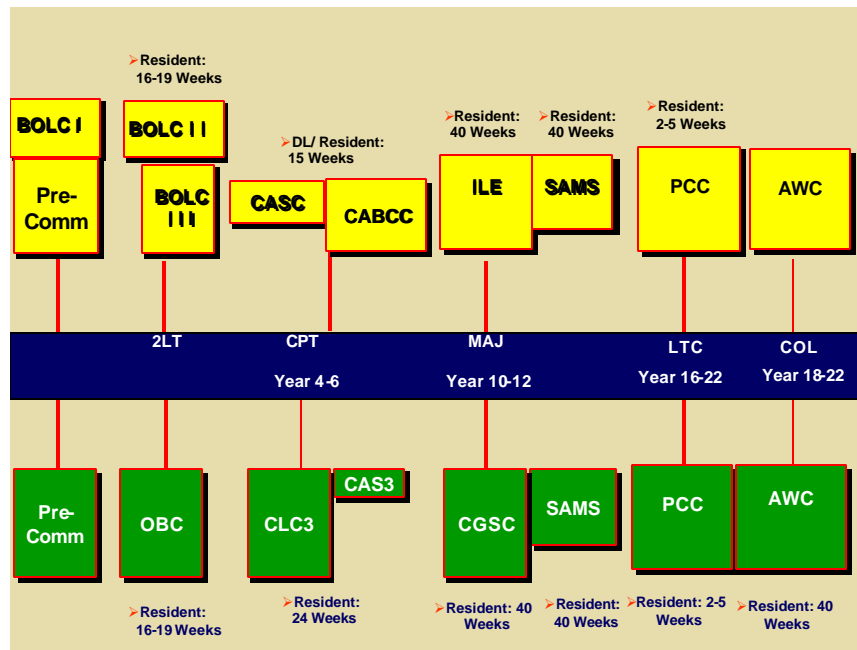 ➢Resident:
16-19 Weeks
BOLC I
Pre-
Comm
BOLC I I
BOLC
I I I
➢DL/ Resident:
15 Weeks
CASC
CABCC
➢Resident:
40 Weeks
➢Resident:
40 Weeks
ILE
SAMS
➢Resident:
2-5 Weeks
PCC
AWC
2LT
CPT
Year 4-6
MAJ
Year 10-12
LTC
Year 16-22
COL
Year 18-22
Pre-
Comm
OBC
CLC3
CAS3
CGSC
SAMS
PCC
AWC
➢Resident:
16-19 Weeks
➢Resident:
24 Weeks
➢Resident: 40
Weeks
➢Resident:
40 Weeks
➢Resident: 2-5
Weeks
➢Resident: 40
Weeks